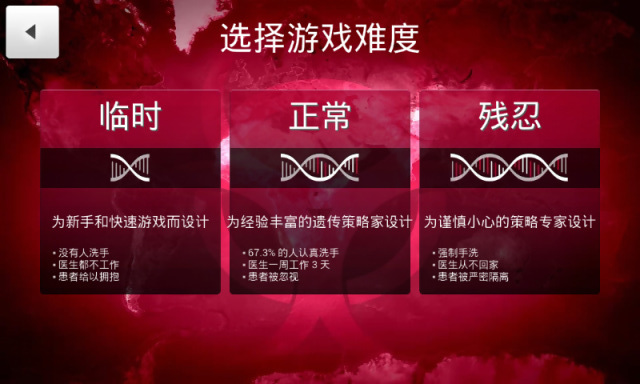 选择游戏难度
临时
为新手和快速游戏而设计
• 没有人洗手
• 医生都不工作
• 患者给以拥抱
正常
为经验丰富的遗传策略家设计
• 67.3% 的人认真洗手
• 医生一周工作 3 天
• 患者被忽视
残忍
为谨慎小心的策略专家设计
• 强制手洗
• 医生从不回家
• 患者被严密隔离